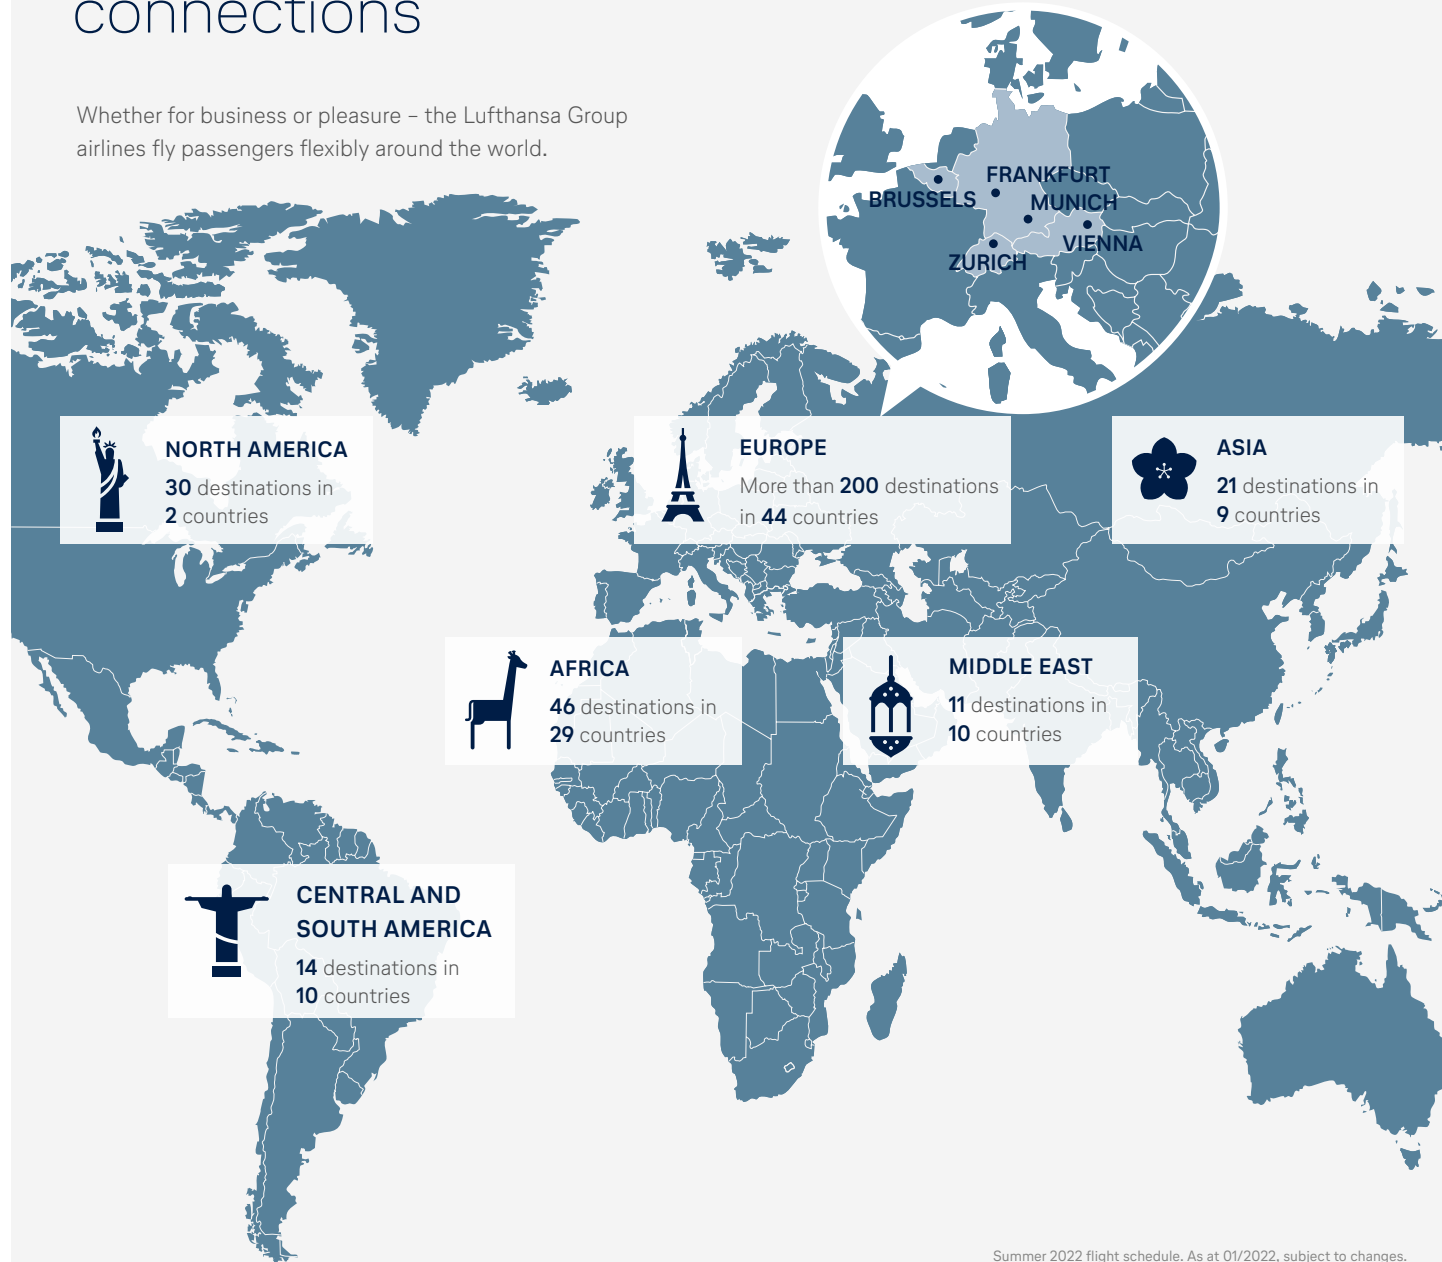 connections
Whether for business or pleasure – the Lufthansa Group
airlines fly passengers flexibly around the world.
FRANKFURT
BRUSSELS
MUNICH
VIENNA
ZURICH
NORTH AMERICA
30 destinations in
2 countries
EUROPE
More than 200 destinations
in 44 countries
ASIA
21 destinations in
9 countries
AFRICA
46 destinations in
29 countries
MIDDLE EAST
11 destinations in
10 countries
CENTRAL AND
SOUTH AMERICA
14 destinations in
10 countries
Summer 2022 flight schedule. As at 01/2022, subject to changes.